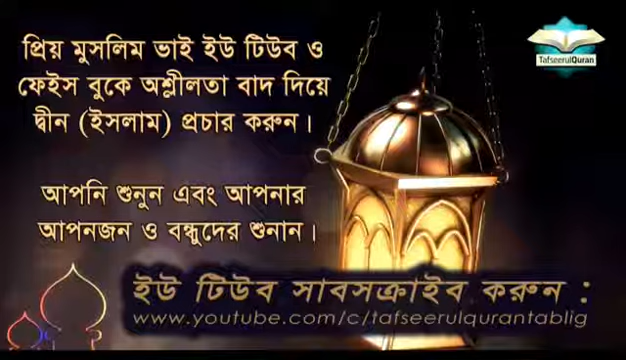 প্রিয় মুসলিম ভাই ইউ টিউব ও
ফেইস বুকে অশ্লীলতা বাদ দিয়ে
দ্বীন (ইসলাম) প্রচার করুন।
আপনি শুনুন এবং আপনার
আপনজন ও বন্ধুদের শুনান।
TafseerulQuran
ইউ টিউব সাবসক্রাইব করুন :
www.youtube.com/c/tafseerulqurantablig